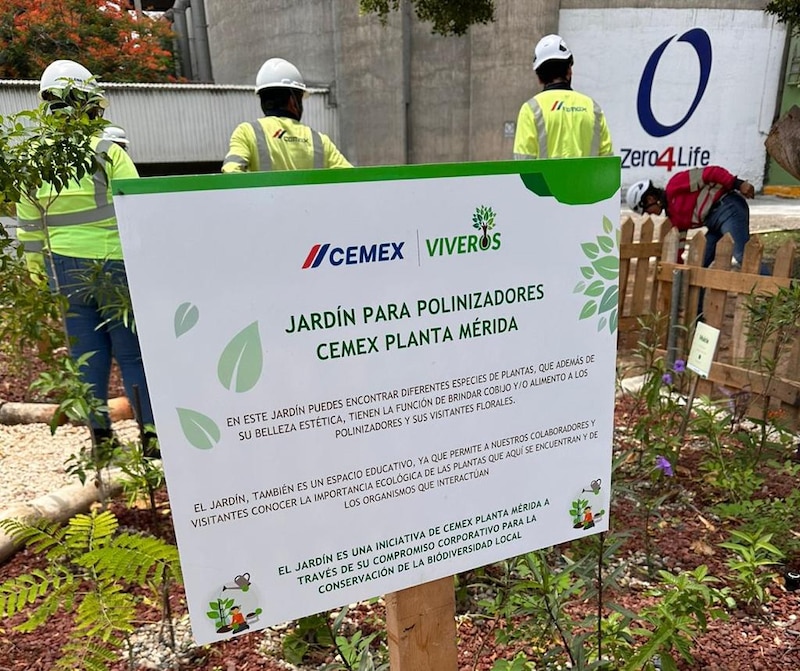 CEMEX
CEMEX
Zero4Life
CEMEX VIVEROS
JARDÍN PARA POLINIZADORES
CEMEX PLANTA MÉRIDA
EN ESTE JARDÍN PUEDES ENCONTRAR DIFERENTES ESPECIES DE PLANTAS, QUE ADEMÁS DE
SU BELLEZA ESTÉTICA, TIENEN LA FUNCIÓN DE BRINDAR COBIJO Y/O ALIMENTO A LOS
POLINIZADORES Y SUS VISITANTES FLORALES.
EL JARDÍN, TAMBIÉN ES UN ESPACIO EDUCATIVO, YA QUE PERMITE A NUESTROS COLABORADORES Y
VISITANTES CONOCER LA IMPORTANCIA ECOLÓGICA DE LAS PLANTAS QUE AQUÍ SE ENCUENTRAN Y DE
LOS ORGANISMOS QUE INTERACTÚAN
EL JARDÍN ES UNA INICIATIVA DE CEMEX PLANTA MÉRIDA A
TRAVÉS DE SU COMPROMISO CORPORATIVO PARA LA
CONSERVACIÓN DE LA BIÓDIVERSIDAD LOCAL